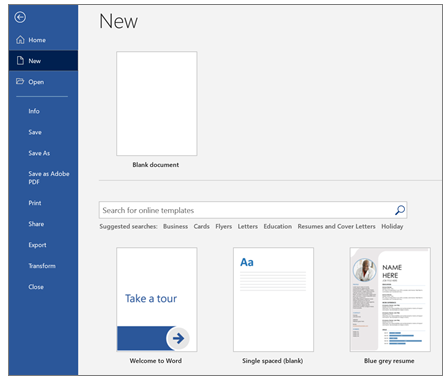 New
Home
New
Open
Info
Save
Save As
Save as Adobe
PDF
Print
Share
Export
Transform
Close
Blank document
Search for online templates
Suggested searches: Business Cards Flyers Letters Education Resumes and Cover Letters Holiday
Take a tour
Welcome to Word
Aa
Single spaced (blank)
NAME
HERE
Blue grey resume